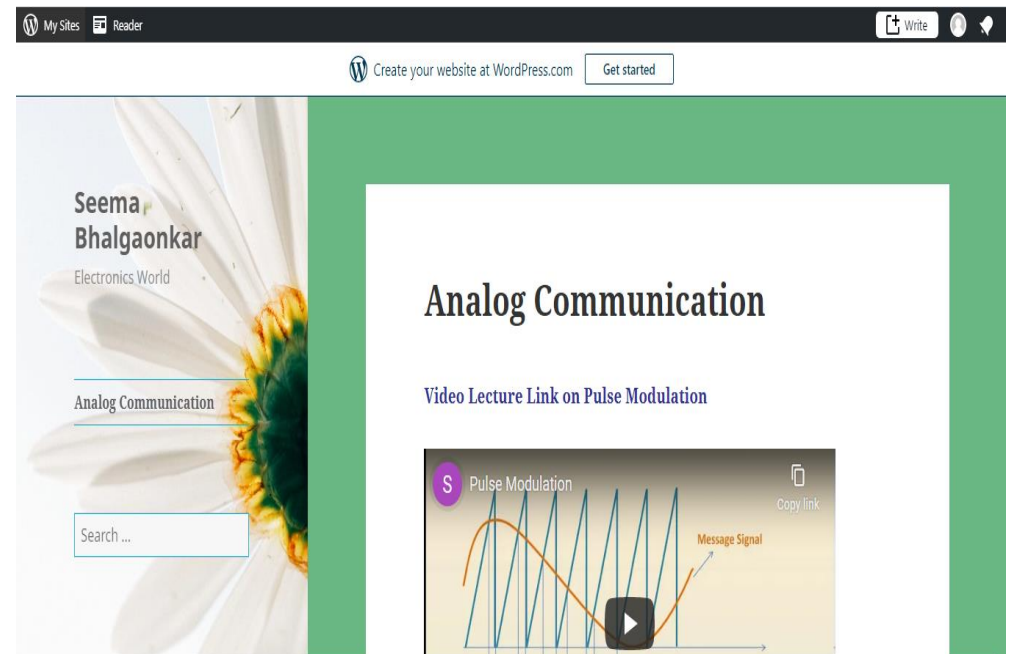 My Sites Reader Write
Create your website at WordPress.com Get started
Seema
Bhalgaonkar
Electronics World
Analog Communication
Search ...
Analog Communication
Video Lecture Link on Pulse Modulation
S Pulse Modulation
Copy link
Message Signal